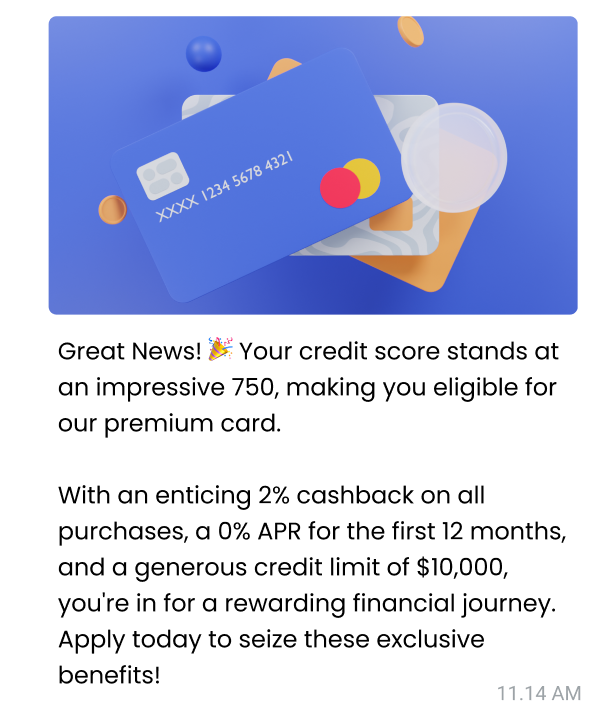 XXXX 1234 5678 4321
Great News! 🎉 Your credit score stands at
an impressive 750, making you eligible for
our premium card.
With an enticing 2% cashback on all
purchases, a 0% APR for the first 12 months,
and a generous credit limit of $10,000,
you're in for a rewarding financial journey.
Apply today to seize these exclusive
benefits!
11.14 AM